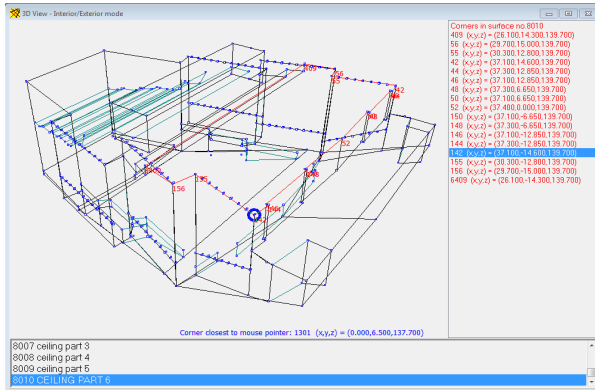 3D View - Interior/Exterior mode
Corners in surface no.8010
409 (x,y,z) = (26.100,14.300,139.700)
56 (x,y,z) = (29.700,15.000,139.700)
55 (x,y,z) = (30.300,12.800,139.700)
42 (x,y,z) = (37.100,14.600,139.700)
44 (x,y,z) = (37.300,12.850,139.700)
46 (x,y,z) = (37.100,12.850,139.700)
48 (x,y,z) = (37.300,6.650,139.700)
50 (x,y,z) = (37.100,6.650,139.700)
52 (x,y,z) = (37.400,0.000,139.700)
150 (x,y,z) = (37.100,-6.650,139.700)
148 (x,y,z) = (37.300,-6.650,139.700)
146 (x,y,z) = (37.100,-12.850,139.700)
144 (x,y,z) = (37.300,-12.850,139.700)
142 (x,y,z) = (37.100,-14.600,139.700)
155 (x,y,z) = (30.300,-12.800,139.700)
156 (x,y,z) = (29.700,-15.000,139.700)
6409 (x,y,z) = (26.100,-14.300,139.700)
409
56
55
42
52
155
156
Corner closest to mouse pointer: 1301 (x,y,z) = (0.000,6.500,137.700)
8007 ceiling part 3
8008 ceiling part 4
8009 ceiling part 5
8010 CEILING PART 6